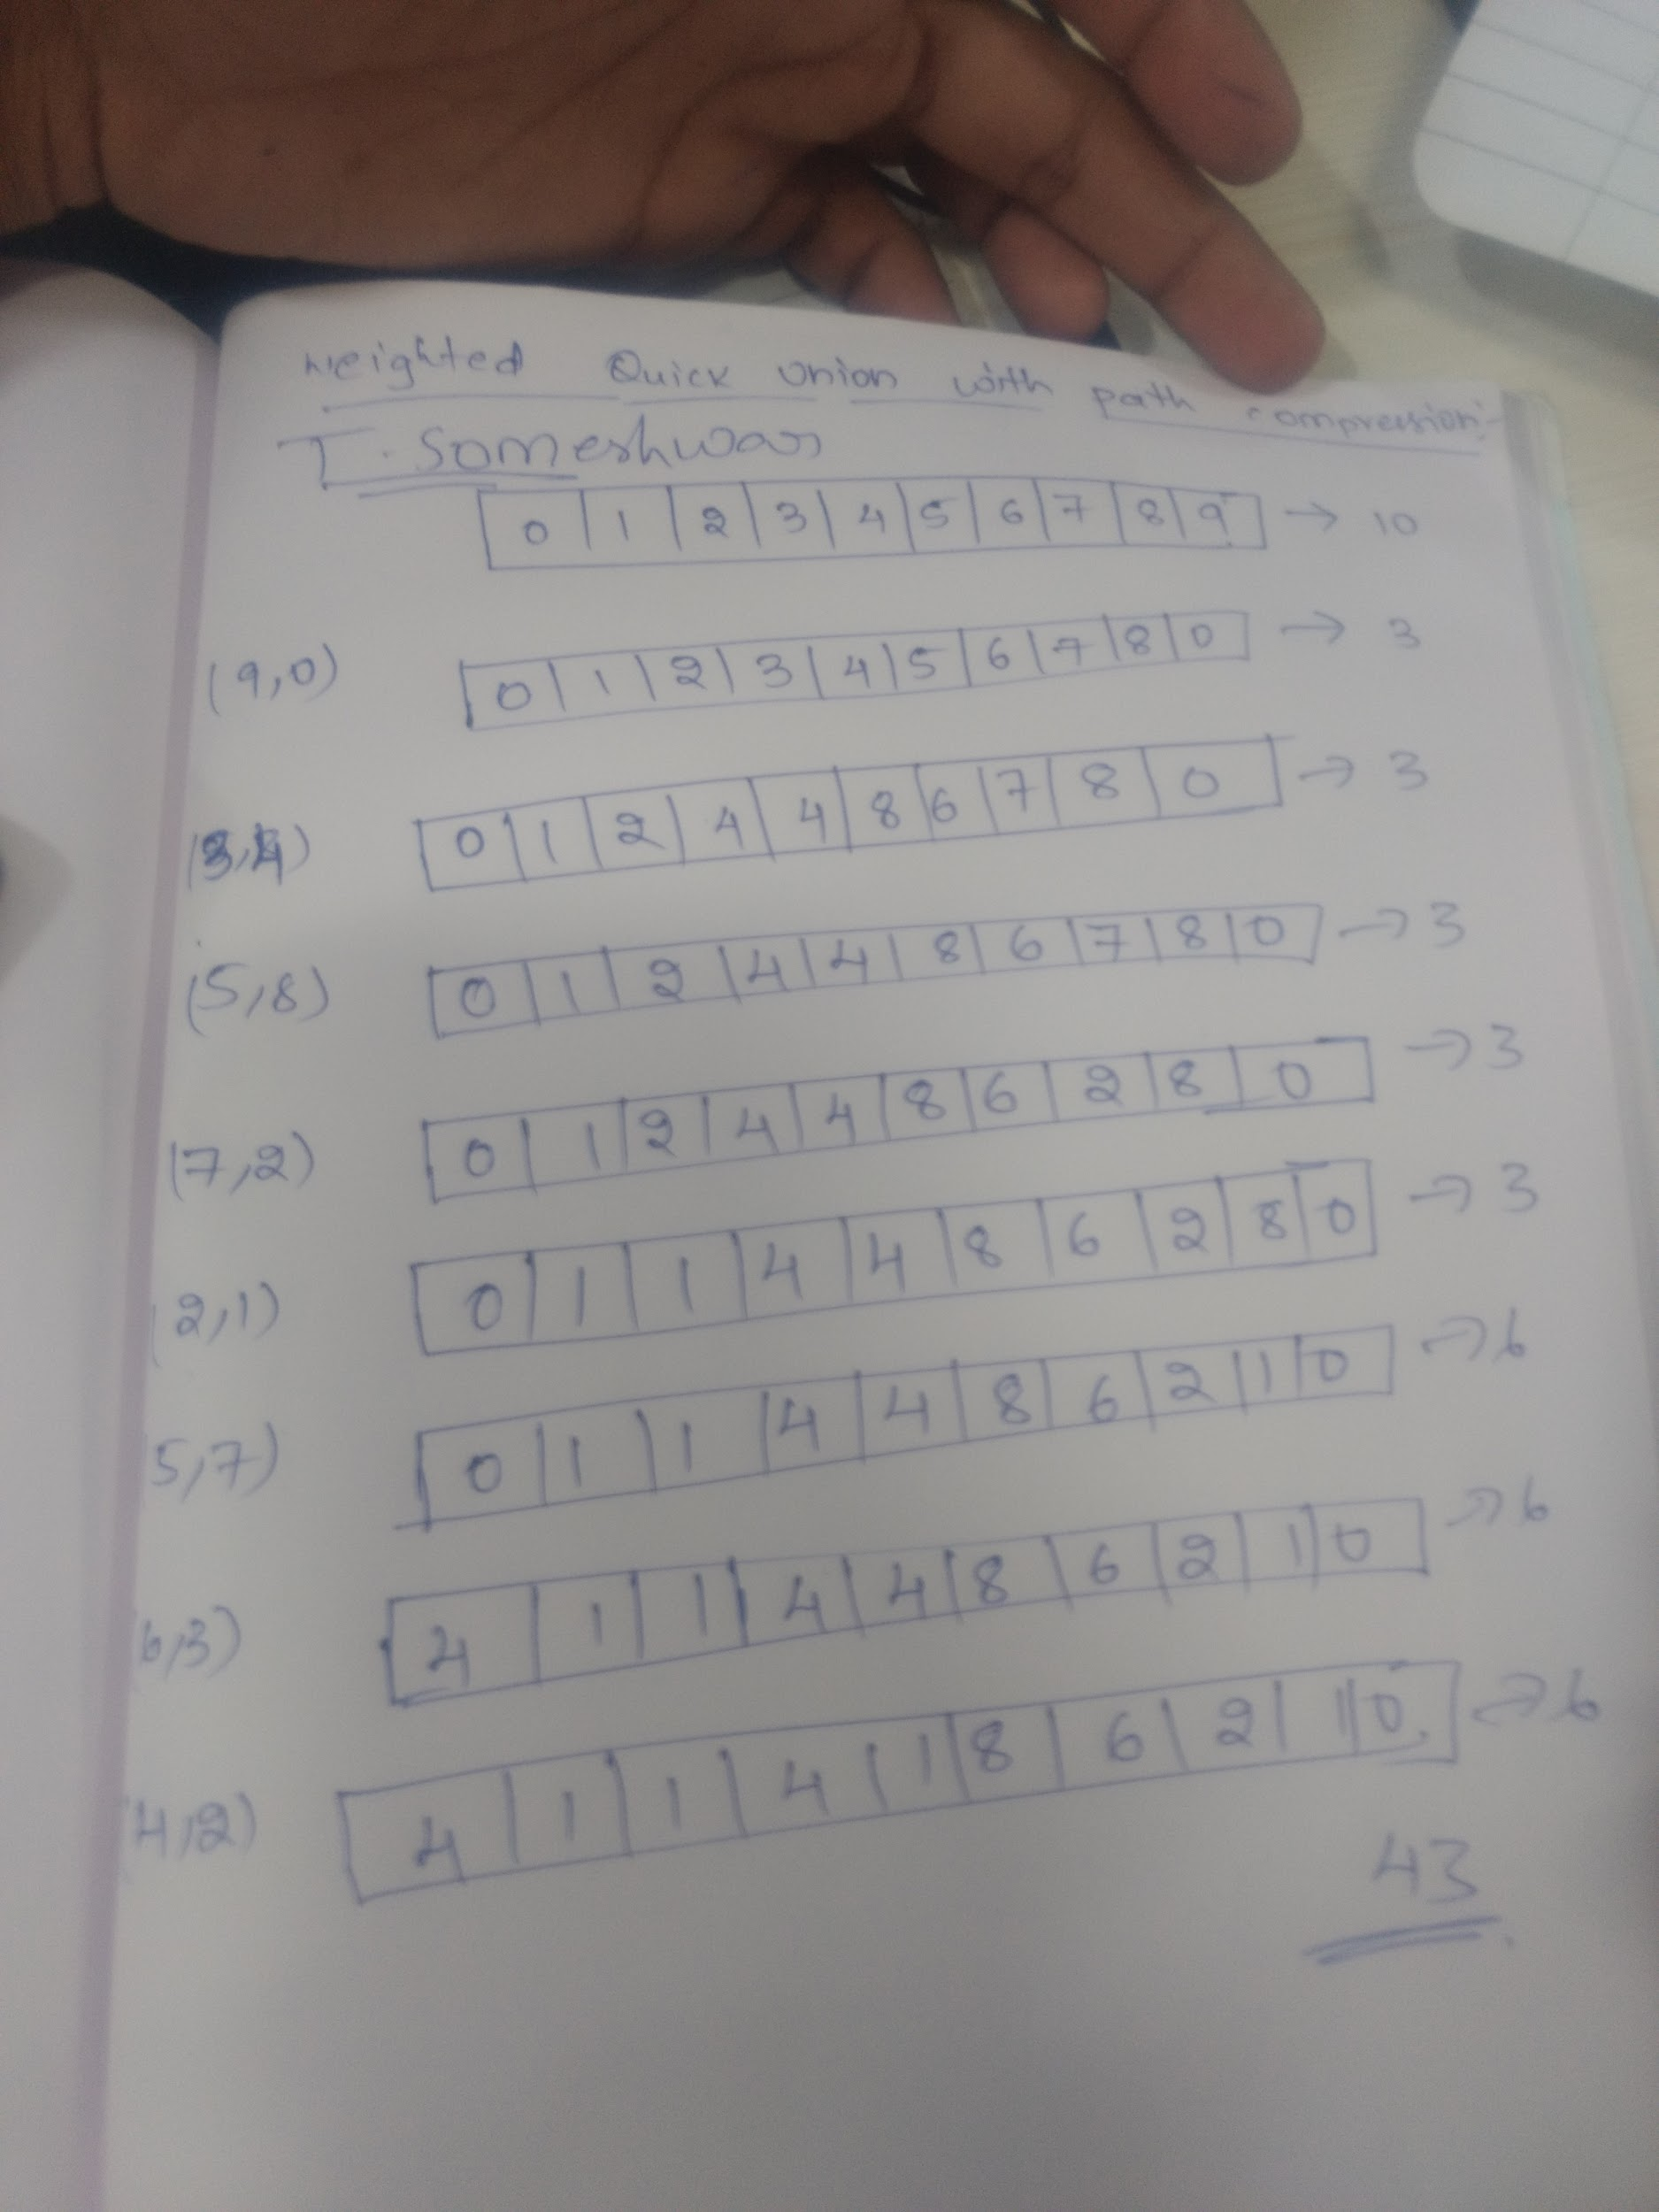 Weighted Quick Union with path compression:-
T. Someshwar
0 1 2 3 4 5 6 7 8 9 → 10
(9,0) 0 1 2 3 4 5 6 7 8 0 → 3
(3,4) 0 1 2 4 4 8 6 7 8 0 → 3
(5,8) 0 1 2 4 4 8 6 7 8 0 → 3
(7,2) 0 1 2 4 4 8 6 2 8 0 → 3
(2,1) 0 1 1 4 4 8 6 2 8 0 → 3
5,7) 0 1 1 4 4 8 6 2 1 0 → 6
6,3) 4 1 1 4 4 8 6 2 1 0 → 6
(4,2) 4 1 1 4 1 8 6 2 1 0 → 6
43